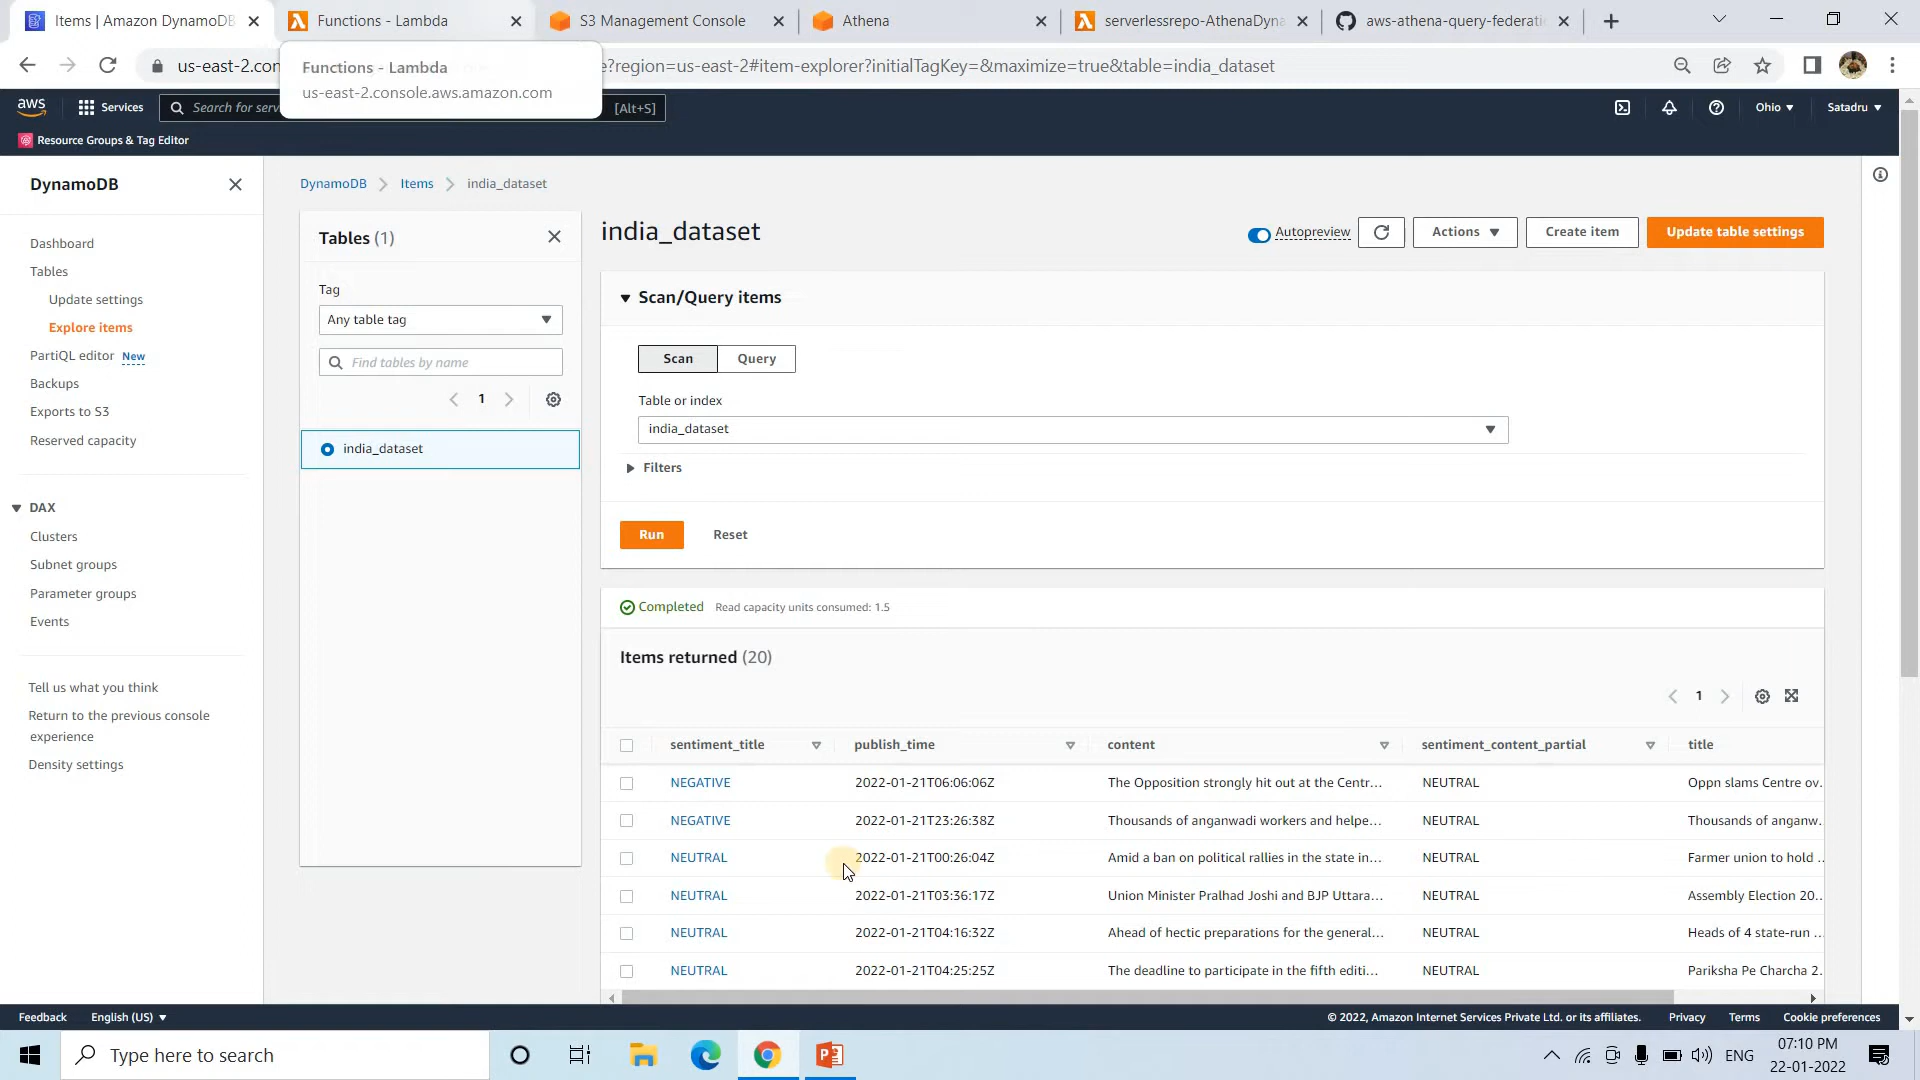 Items | Amazon DynamoDB
Functions - Lambda
S3 Management Console
Athena
serverlessrepo-AthenaDyna
aws-athena-query-federati
us-east-2.con
e?region=us-east-2#item-explorer?initialTagKey=&maximize=true&table=india_dataset
Functions - Lambda
us-east-2.console.aws.amazon.com
aws
Services
Search for serv
[Alt+S]
Ohio
Satadru
Resource Groups & Tag Editor
DynamoDB
Dashboard
Tables
Update settings
Explore items
PartiQL editor New
Backups
Exports to S3
Reserved capacity
DAX
Clusters
Subnet groups
Parameter groups
Events
Tell us what you think
Return to the previous console
experience
Density settings
DynamoDB
Items
india_dataset
Tables (1)
Tag
Any table tag
Find tables by name
1
india_dataset
india_dataset
Autopreview
Actions
Create item
Update table settings
Scan/Query items
Scan
Query
Table or index
india_dataset
Filters
Run
Reset
Completed Read capacity units consumed: 1.5
Items returned (20)
1
sentiment_title publish_time content sentiment_content_partial title
NEGATIVE 2022-01-21T06:06:06Z The Opposition strongly hit out at the Centr... NEUTRAL Oppn slams Centre ov...
NEGATIVE 2022-01-21T23:26:38Z Thousands of anganwadi workers and helpe... NEUTRAL Thousands of anganw...
NEUTRAL 2022-01-21T00:26:04Z Amid a ban on political rallies in the state in... NEUTRAL Farmer union to hold ...
NEUTRAL 2022-01-21T03:36:17Z Union Minister Pralhad Joshi and BJP Uttara... NEUTRAL Assembly Election 20...
NEUTRAL 2022-01-21T04:16:32Z Ahead of hectic preparations for the general... NEUTRAL Heads of 4 state-run ...
NEUTRAL 2022-01-21T04:25:25Z The deadline to participate in the fifth editi... NEUTRAL Pariksha Pe Charcha 2...
Feedback
English (US)
© 2022, Amazon Internet Services Private Ltd. or its affiliates.
Privacy
Terms
Cookie preferences
Type here to search
ENG
07:10 PM
22-01-2022